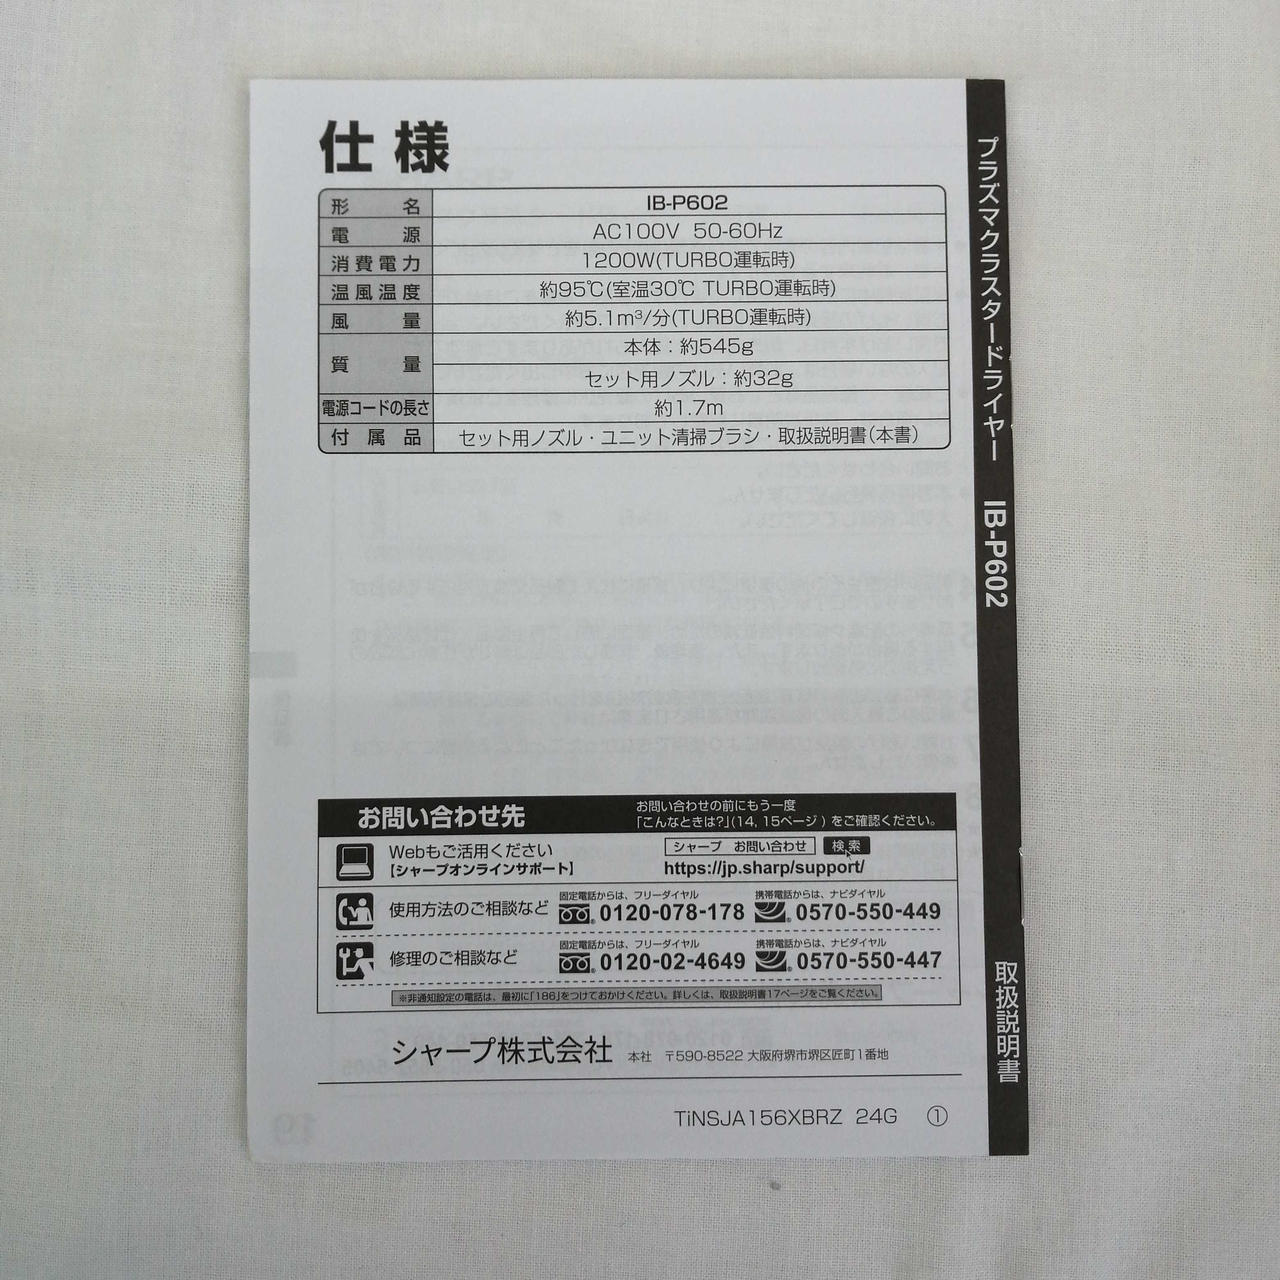 仕様
形名 IB-P602
電源 AC100V 50-60Hz
消費電力 1200W(TURBO運転時)
温風温度 約95℃(室温30℃ TURBO運転時)
風量 約5.1m³/分(TURBO運転時)
質量 本体：約545g
セット用ノズル：約32g
電源コードの長さ 約1.7m
付属品 セット用ノズル・ユニット清掃ブラシ・取扱説明書(本書)
お問い合わせ先
お問い合わせの前にもう一度
「こんなときは?」(14, 15ページ) をご確認ください。
Webもご活用ください
【シャープオンラインサポート】
シャープ お問い合わせ 検索
https://jp.sharp/support/
使用方法のご相談など
固定電話からは、フリーダイヤル
0120-078-178
携帯電話からは、ナビダイヤル
0570-550-449
修理のご相談など
固定電話からは、フリーダイヤル
0120-02-4649
携帯電話からは、ナビダイヤル
0570-550-447
※非通知設定の電話は、最初に「186」をつけておかけください。詳しくは、取扱説明書17ページをご覧ください。
シャープ株式会社 本社 〒590-8522 大阪府堺市堺区匠町1番地
TiNSJA156XBRZ 24G ①
プラズマクラスタードライヤー IB-P602 取扱説明書